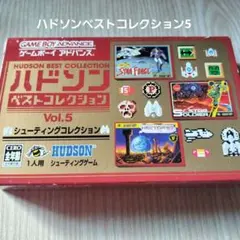 ハドソンベストコレクション5
GAME BOY ADVANCE
ゲームボーイ アドバンス
HUDSON BEST COLLECTION
ハドソン
ベストコレクション
Vol.5
シューティングコレクション
STAR FORCE
STAR SOLDIER
CERO
1人用
HUDSON
シューティングゲーム